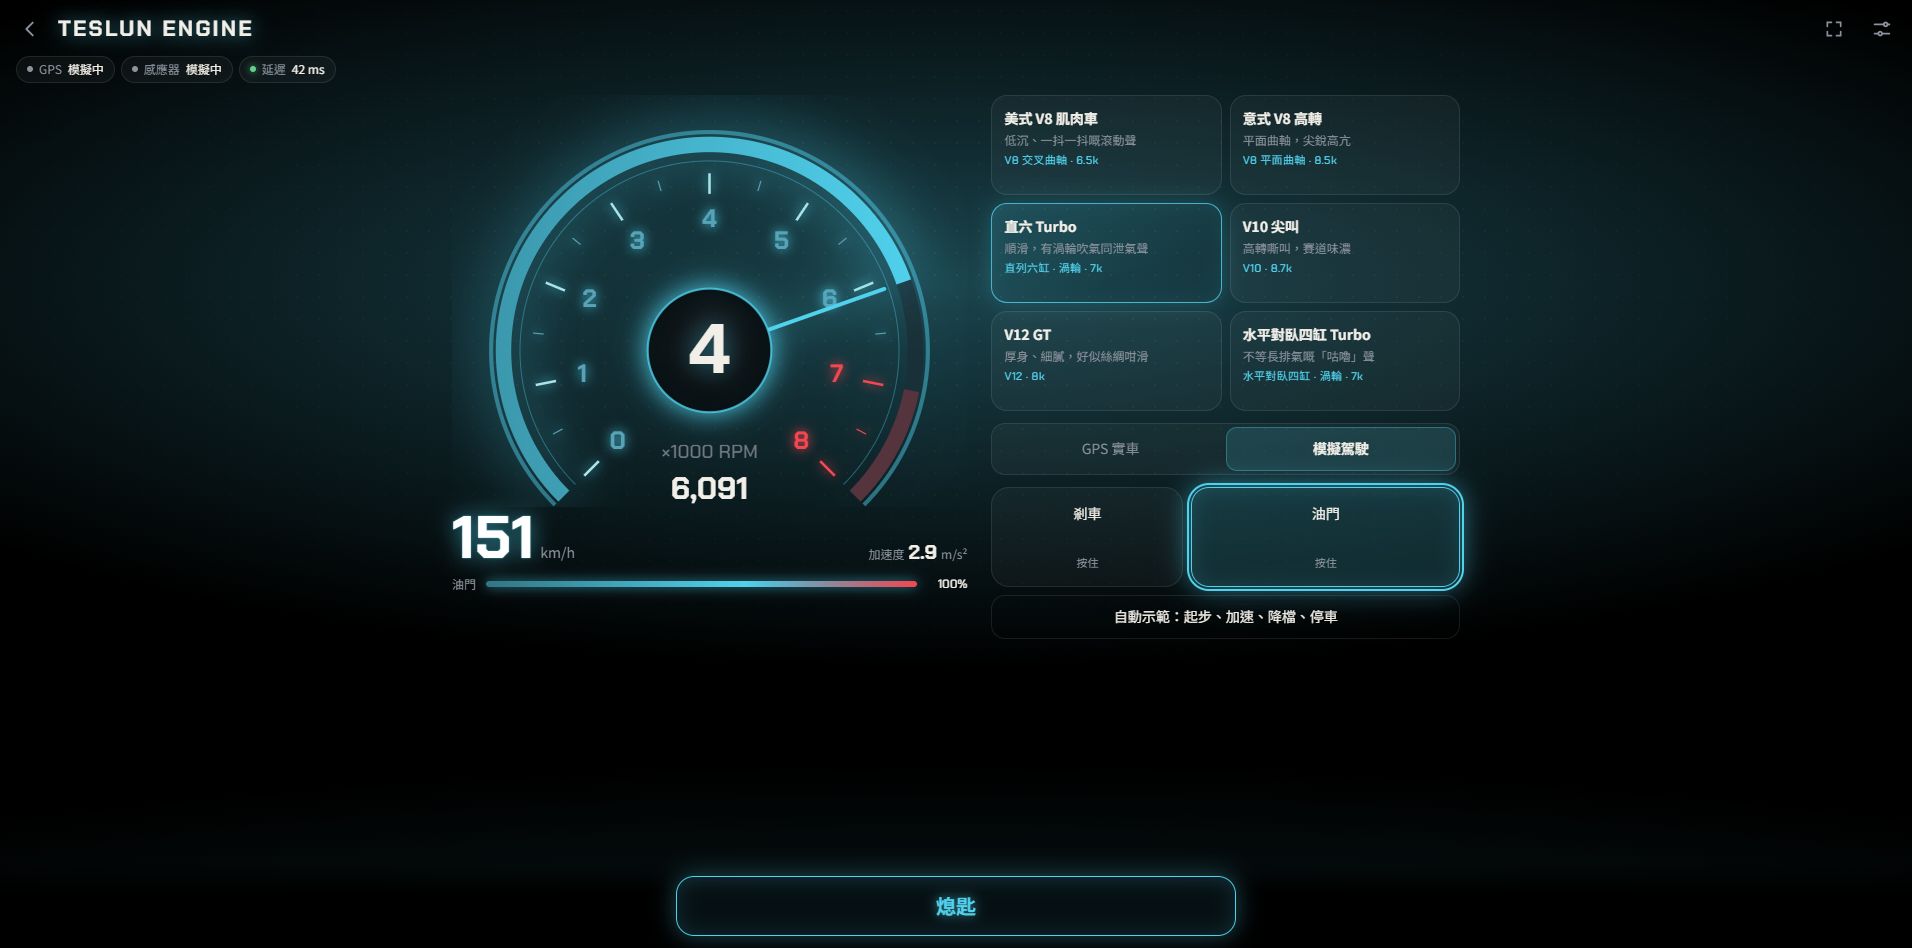 TESLUN ENGINE
GPS 模擬中
感應器 模擬中
延遲 42 ms
0
1
2
3
4
5
6
7
8
4
×1000 RPM
6,091
151 km/h
加速度 2.9 m/s²
油門 100%
美式 V8 肌肉車
低沉、一抖一抖嘅滾動聲
V8 交叉曲軸 · 6.5k
意式 V8 高轉
平面曲軸，尖銳高亢
V8 平面曲軸 · 8.5k
直六 Turbo
順滑，有渦輪吹氣同泄氣聲
直列六缸 · 渦輪 · 7k
V10 尖叫
高轉嘶叫，賽道味濃
V10 · 8.7k
V12 GT
厚身、細膩，好似絲綢咁滑
V12 · 8k
水平對臥四缸 Turbo
不等長排氣嘅「咕嚕」聲
水平對臥四缸 · 渦輪 · 7k
GPS 實車
模擬駕駛
剎車
按住
油門
按住
自動示範：起步、加速、降檔、停車
熄匙